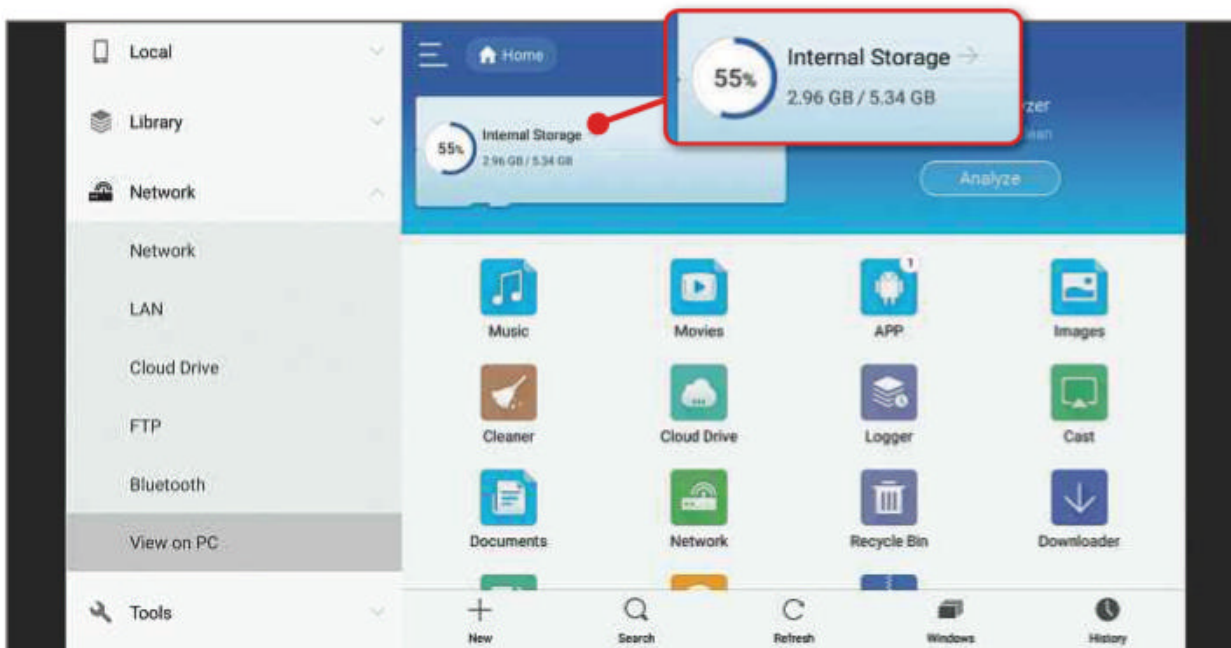 Local
Library
Network
Network
LAN
Cloud Drive
FTP
Bluetooth
View on PC
Tools
Home
55%
Internal Storage
2.96 GB / 5.34 GB
55%
Internal Storage →
2.96 GB / 5.34 GB
Analyze
Music
Movies
1
APP
Images
Cleaner
Cloud Drive
Logger
Cast
Documents
Network
Recycle Bin
Downloader
New
Search
Refresh
Windows
History